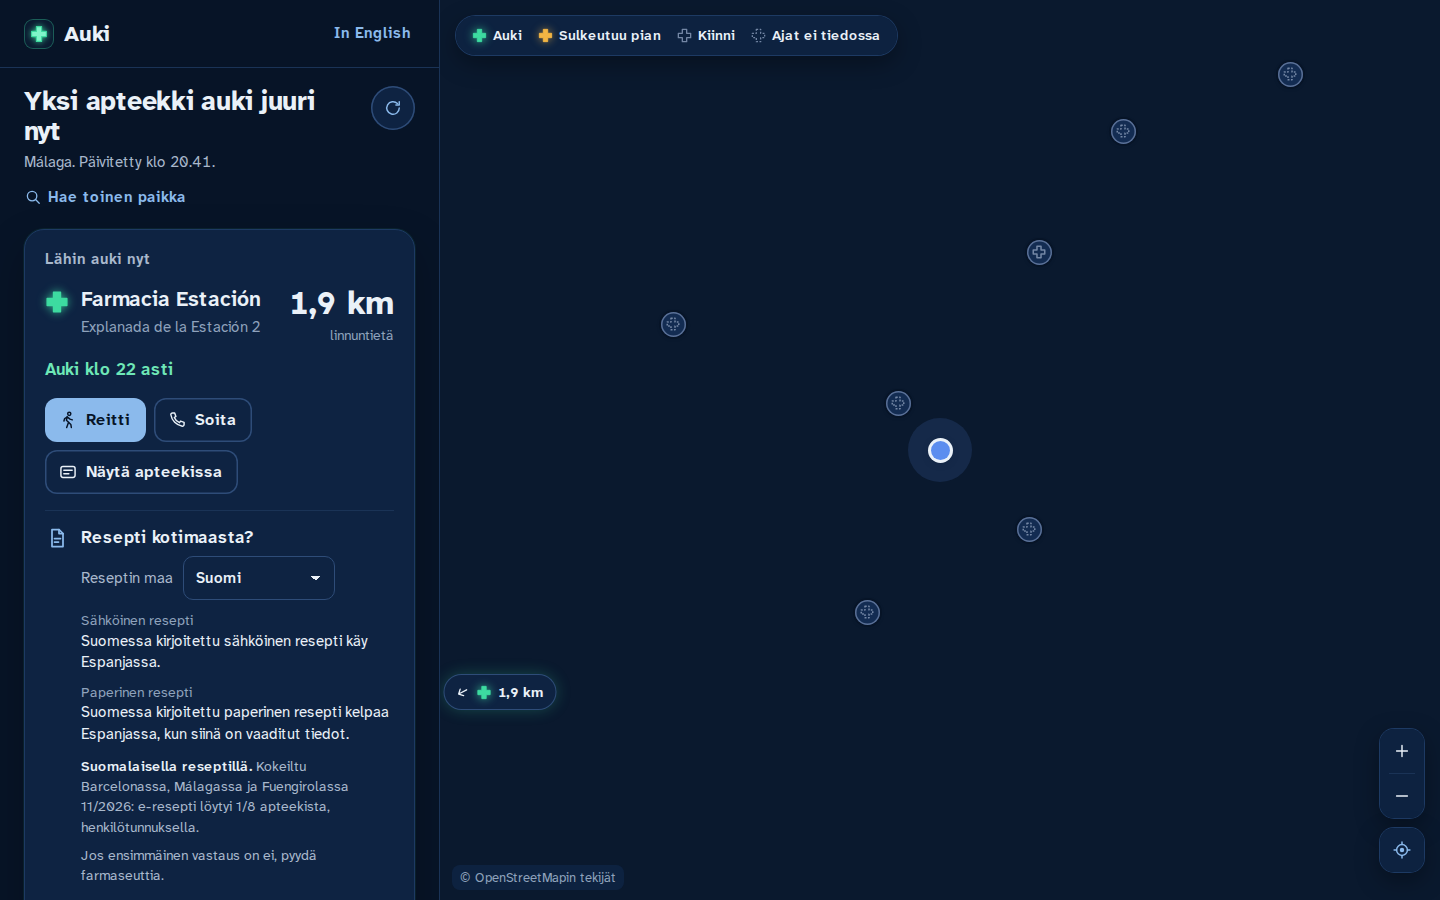 Auki
In English
Yksi apteekki auki juuri
nyt
Málaga. Päivitetty klo 20.41.
Hae toinen paikka
Lähin auki nyt
Farmacia Estación
1,9 km
Explanada de la Estación 2
linnuntietä
Auki klo 22 asti
Reitti
Soita
Näytä apteekissa
Resepti kotimaasta?
Reseptin maa
Suomi
Sähköinen resepti
Suomessa kirjoitettu sähköinen resepti käy
Espanjassa.
Paperinen resepti
Suomessa kirjoitettu paperinen resepti kelpaa
Espanjassa, kun siinä on vaaditut tiedot.
Suomalaisella reseptillä. Kokeiltu
Barcelonassa, Málagassa ja Fuengirolassa
11/2026: e-resepti löytyi 1/8 apteekista,
henkilötunnuksella.
Jos ensimmäinen vastaus on ei, pyydä
farmaseuttia.
Auki
Sulkeutuu pian
Kiinni
Ajat ei tiedossa
1,9 km
© OpenStreetMapin tekijät